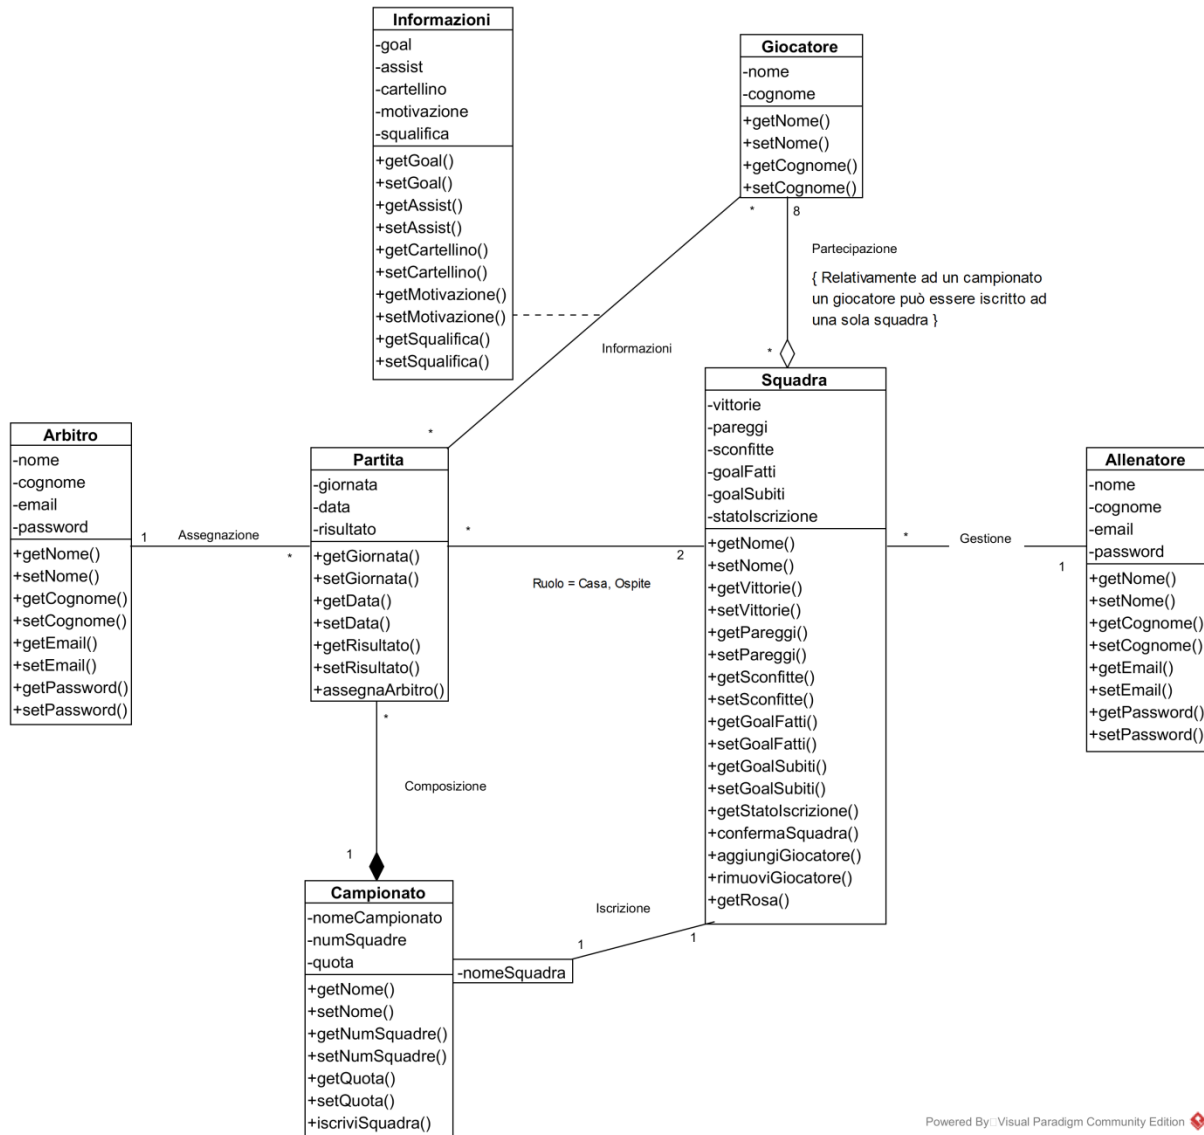 Informazioni
-goal
-assist
-cartellino
-motivazione
-squalifica
+getGoal()
+setGoal()
+getAssist()
+setAssist()
+getCartellino()
+setCartellino()
+getMotivazione()
+setMotivazione()
+getSqualifica()
+setSqualifica()
Giocatore
-nome
-cognome
+getNome()
+setNome()
+getCognome()
+setCognome()
*
8
Partecipazione
{ Relativamente ad un campionato
un giocatore può essere iscritto ad
una sola squadra }
Informazioni
*
*
Arbitro
-nome
-cognome
-email
-password
+getNome()
+setNome()
+getCognome()
+setCognome()
+getEmail()
+setEmail()
+getPassword()
+setPassword()
1
Assegnazione
*
Partita
-giornata
-data
-risultato
+getGiornata()
+setGiornata()
+getData()
+setData()
+getRisultato()
+setRisultato()
+assegnaArbitro()
*
2
Ruolo = Casa, Ospite
Squadra
-vittorie
-pareggi
-sconfitte
-goalFatti
-goalSubiti
-statoIscrizione
+getNome()
+setNome()
+getVittorie()
+setVittorie()
+getPareggi()
+setPareggi()
+getSconfitte()
+setSconfitte()
+getGoalFatti()
+setGoalFatti()
+getGoalSubiti()
+setGoalSubiti()
+getStatoIscrizione()
+confermaSquadra()
+aggiungiGiocatore()
+rimuoviGiocatore()
+getRosa()
*
Gestione
1
Allenatore
-nome
-cognome
-email
-password
+getNome()
+setNome()
+getCognome()
+setCognome()
+getEmail()
+setEmail()
+getPassword()
+setPassword()
*
Composizione
1
Campionato
-nomeCampionato
-numSquadre
-quota
+getNome()
+setNome()
+getNumSquadre()
+setNumSquadre()
+getQuota()
+setQuota()
+iscriviSquadra()
-nomeSquadra
Iscrizione
1
1
Powered By Visual Paradigm Community Edition